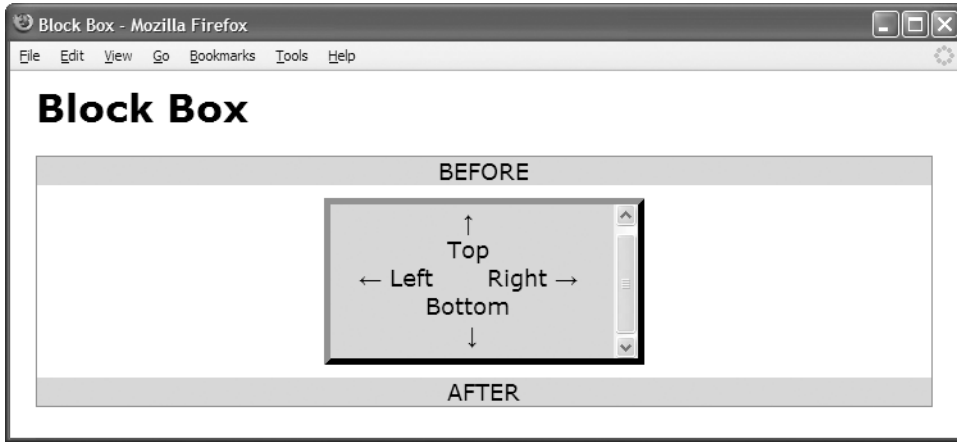 Block Box - Mozilla Firefox
File Edit View Go Bookmarks Tools Help
Block Box
BEFORE
↑
Top
← Left Right →
Bottom
↓
AFTER